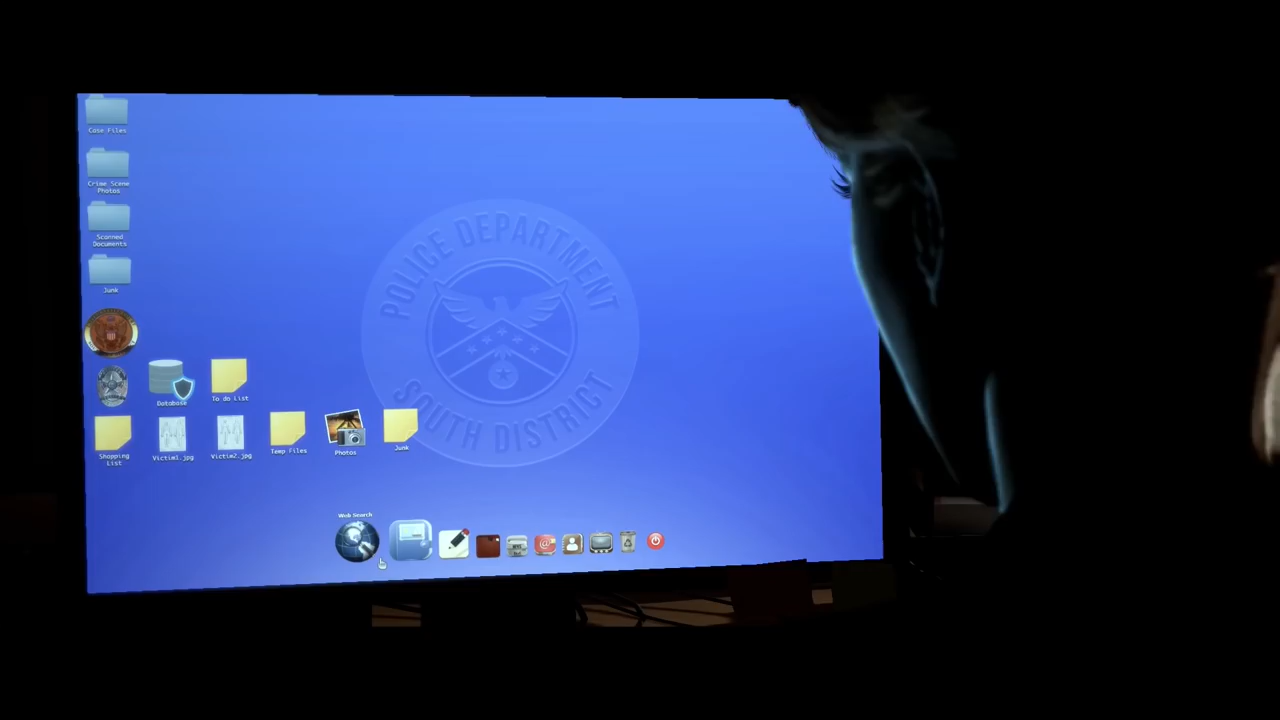 Case Files
Crime Scene
Photos
Scanned
Documents
Junk
POLICE DEPARTMENT
SOUTH DISTRICT
Database
To do List
Shopping
List
Victim1.jpg
Victim2.jpg
Temp Files
Photos
Junk
Web Search